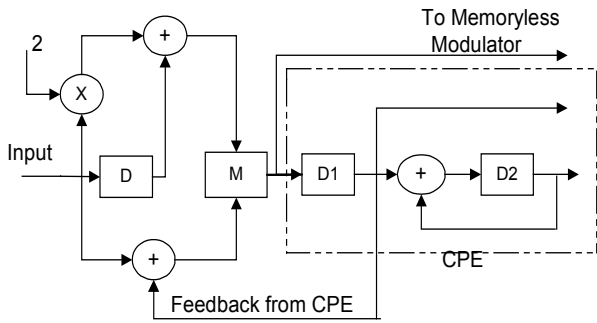 To Memoryless
Modulator
2
+
X
Input
D
M
D1
+
D2
+
CPE
Feedback from CPE